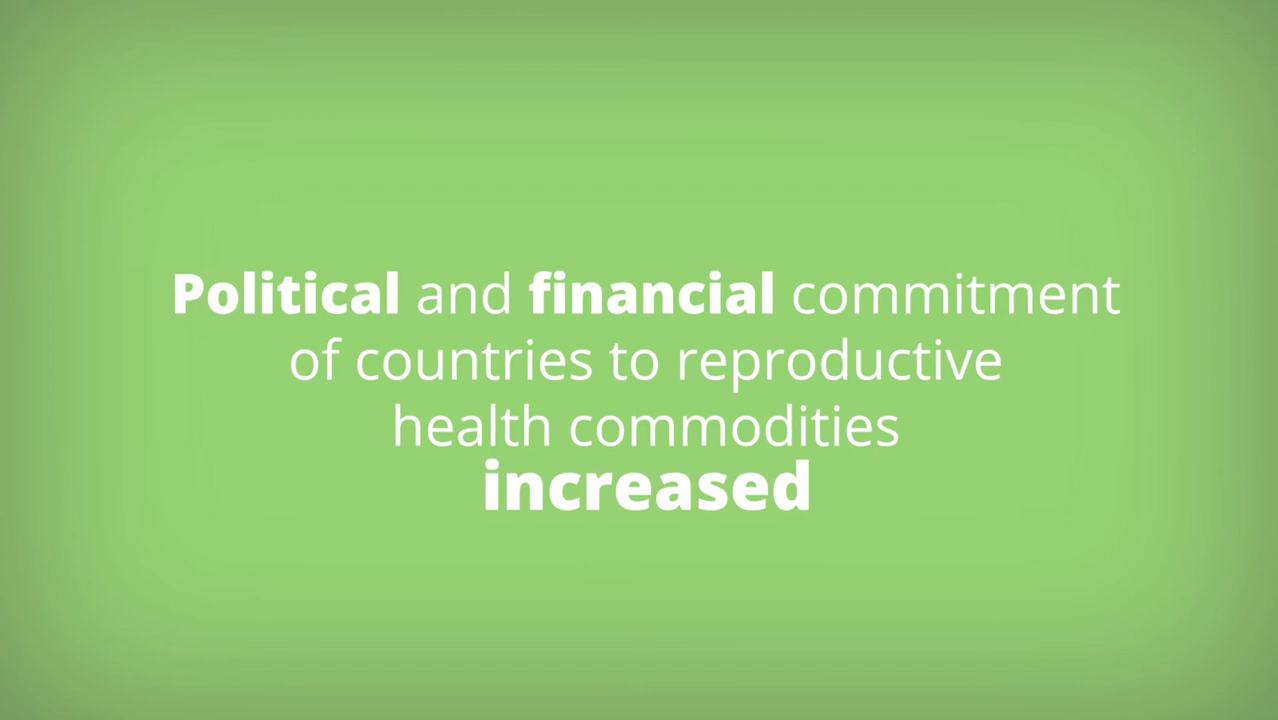 Political and financial commitment
of countries to reproductive
health commodities
increased